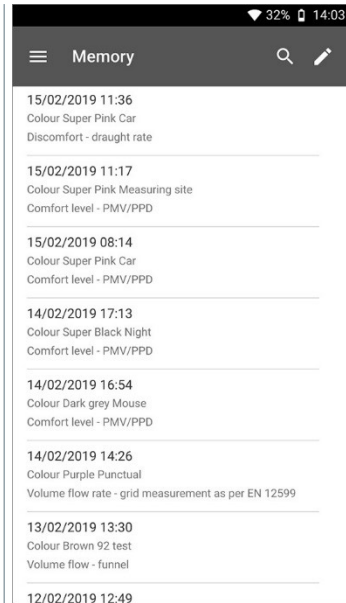 32% 14:03
Memory
15/02/2019 11:36
Colour Super Pink Car
Discomfort - draught rate
15/02/2019 11:17
Colour Super Pink Measuring site
Comfort level - PMV/PPD
15/02/2019 08:14
Colour Super Pink Car
Comfort level - PMV/PPD
14/02/2019 17:13
Colour Super Black Night
Comfort level - PMV/PPD
14/02/2019 16:54
Colour Dark grey Mouse
Comfort level - PMV/PPD
14/02/2019 14:26
Colour Purple Punctual
Volume flow rate - grid measurement as per EN 12599
13/02/2019 13:30
Colour Brown 92 test
Volume flow - funnel
12/02/2019 12:49